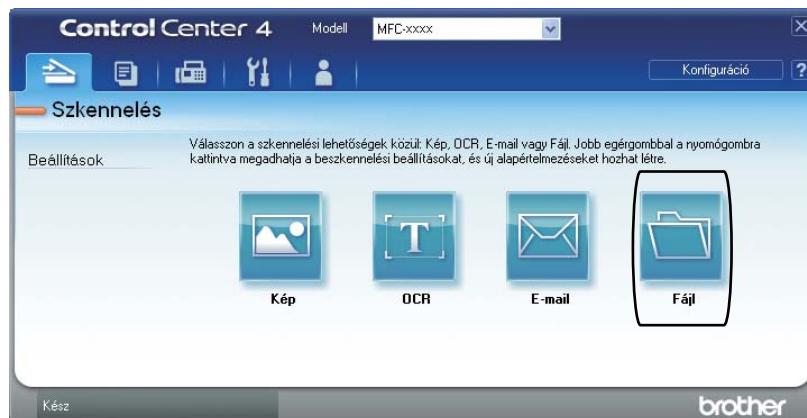 Control Center 4
Modell
MFC-xxxx
Konfiguráció
?
Szkennelés
Válasszon a szkennelési lehetőségek közül: Kép, OCR, E-mail vagy Fájl. Jobb egérgombbal a nyomógombra
kattintva megadhatja a beszkennelési beállításokat, és új alapértelmezéseket hozhat létre.
Beállítások
T
Kép
OCR
E-mail
Fájl
Kész
brother